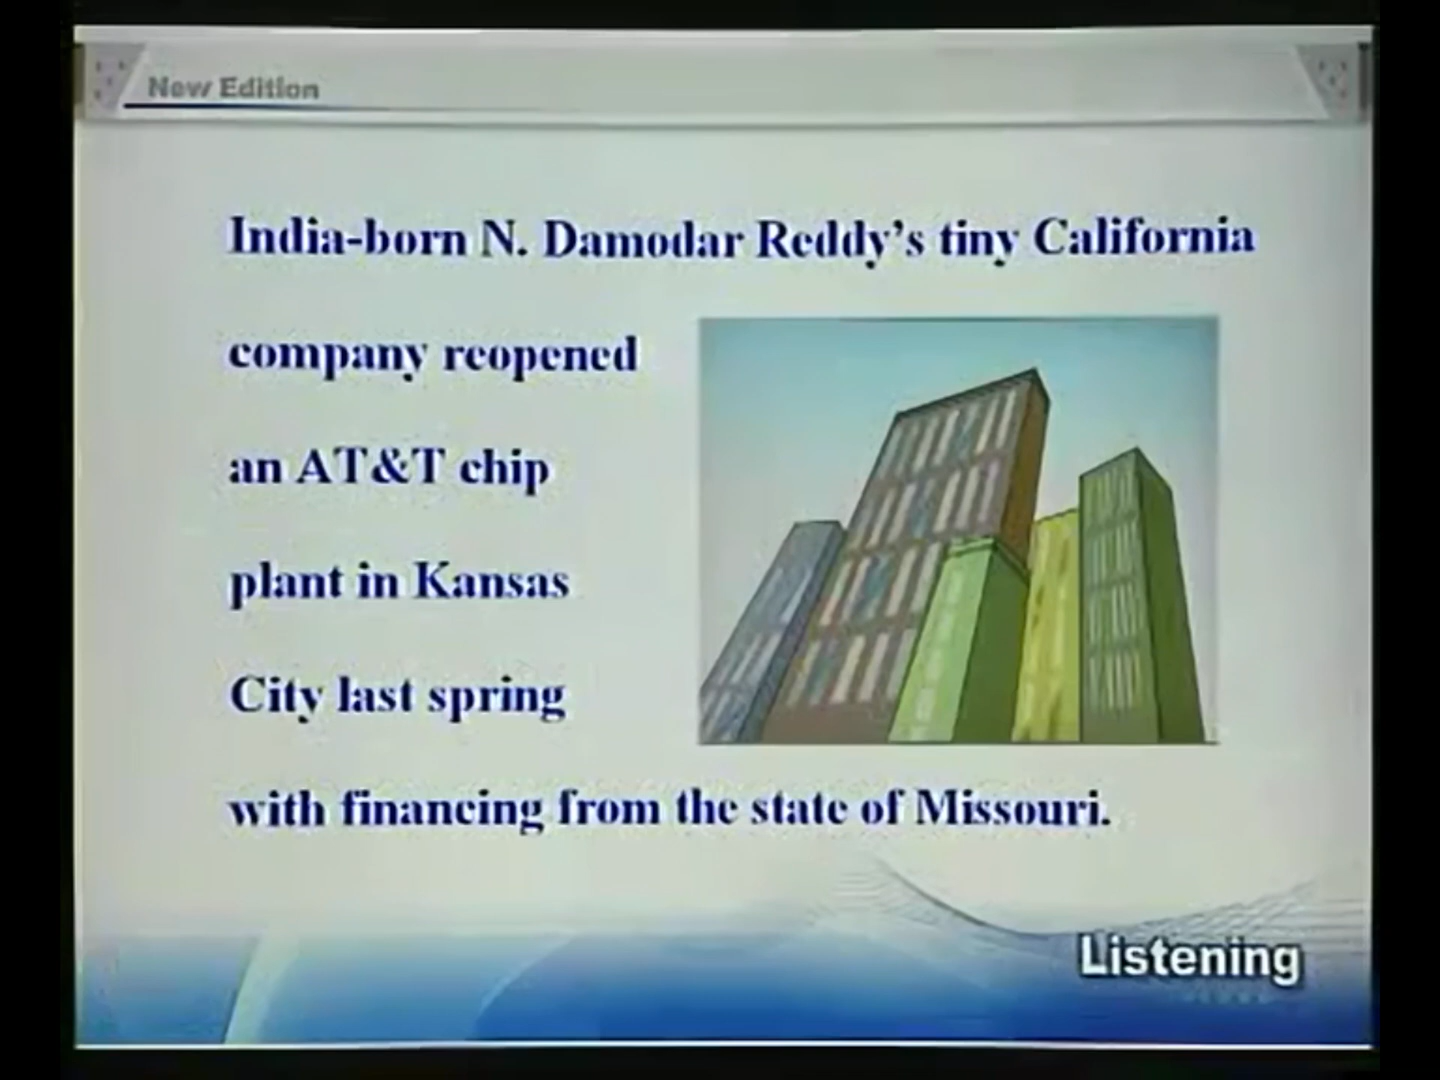 New Edition
India-born N. Damodar Reddy's tiny California
company reopened
an AT&T chip
plant in Kansas
City last spring
with financing from the state of Missouri.
Listening